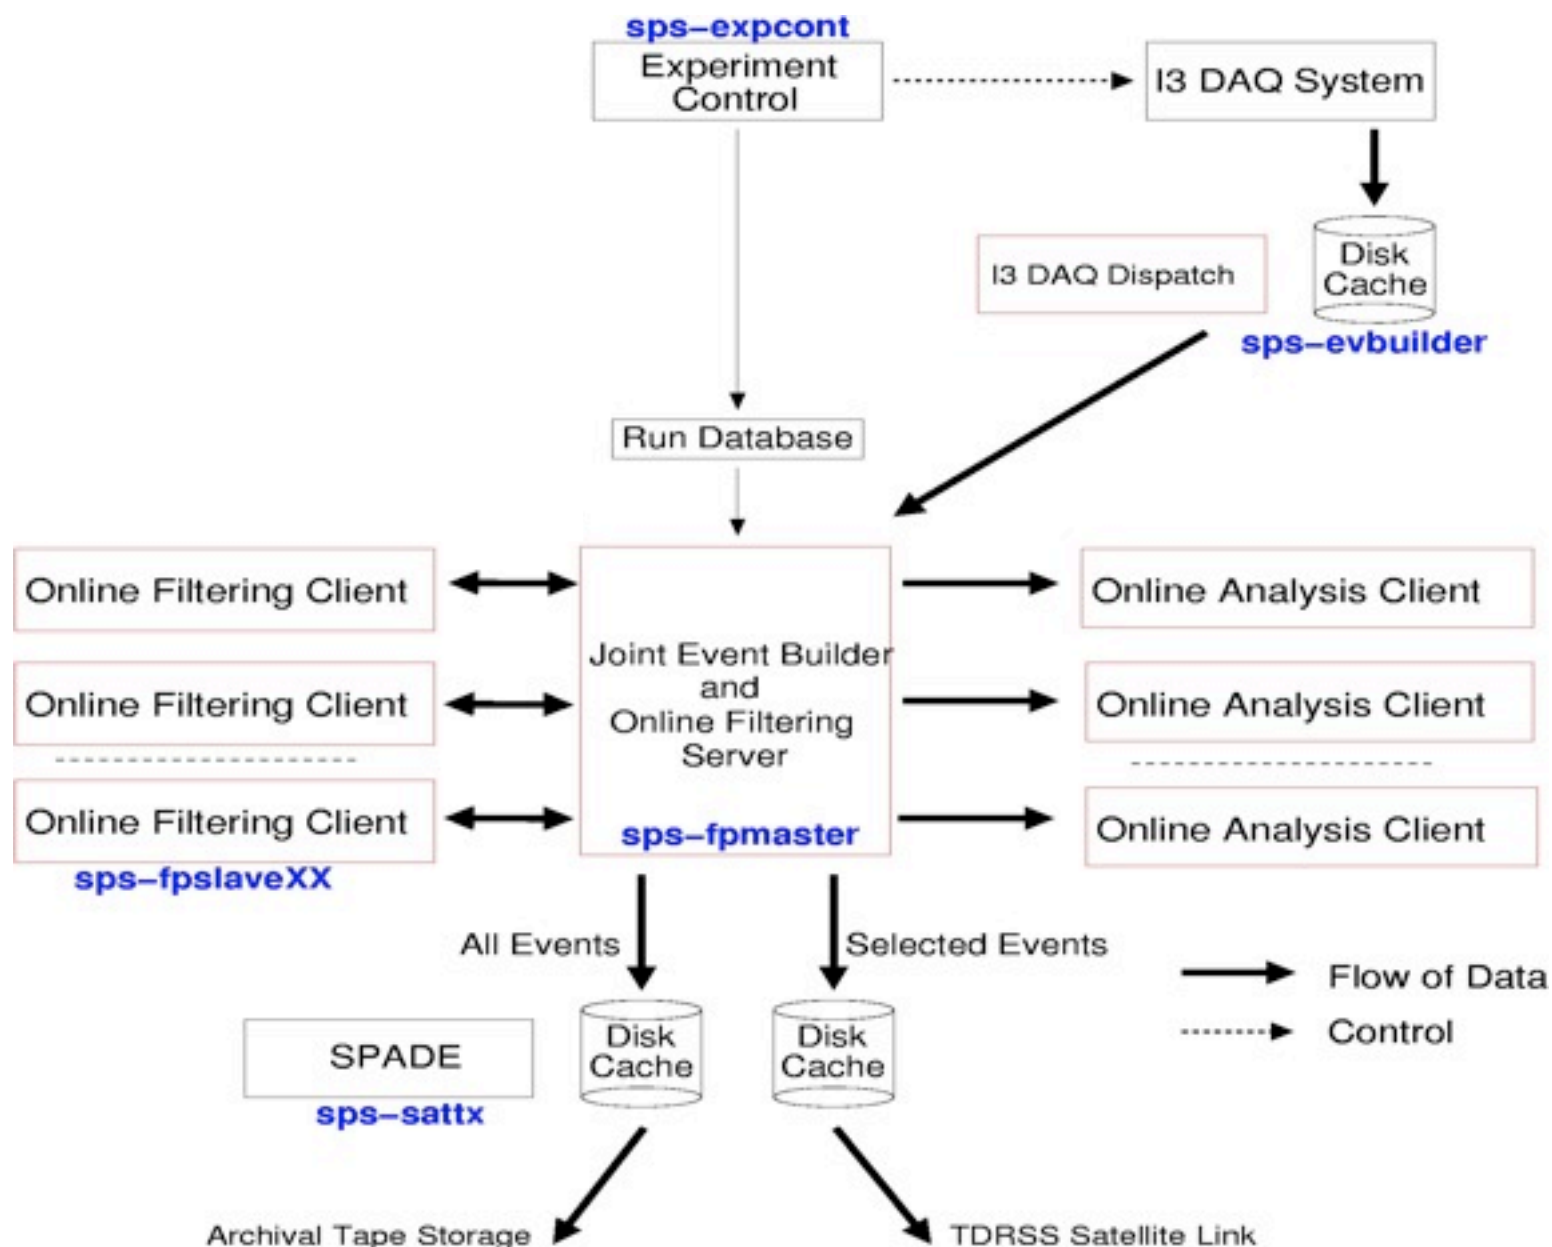 sps-expcont
Experiment
Control
I3 DAQ System
I3 DAQ Dispatch
Disk
Cache
sps-evbuilder
Run Database
Online Filtering Client
Online Filtering Client
Online Filtering Client
sps-fpslaveXX
Joint Event Builder
and
Online Filtering
Server
sps-fpmaster
Online Analysis Client
Online Analysis Client
Online Analysis Client
All Events
Selected Events
Flow of Data
Control
SPADE
sps-sattx
Disk
Cache
Disk
Cache
Archival Tape Storage
TDRSS Satellite Link